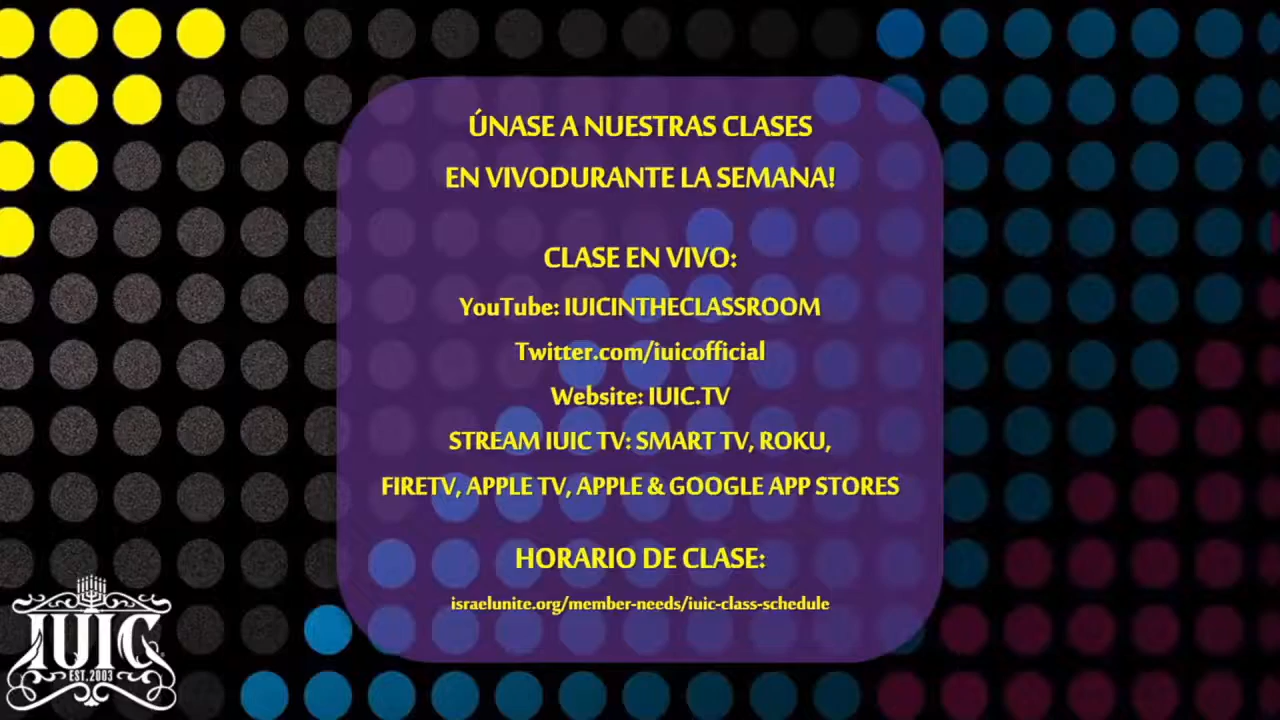 ÚNASE A NUESTRAS CLASES
EN VIVODURANTE LA SEMANA!
CLASE EN VIVO:
YouTube: IUICINTHECLASSROOM
Twitter.com/iuicofficial
Website: IUIC.TV
STREAM IUIC TV: SMART TV, ROKU,
FIRETV, APPLE TV, APPLE & GOOGLE APP STORES
HORARIO DE CLASE:
israelunite.org/member-needs/iuic-class-schedule
IUIC
EST. 2003